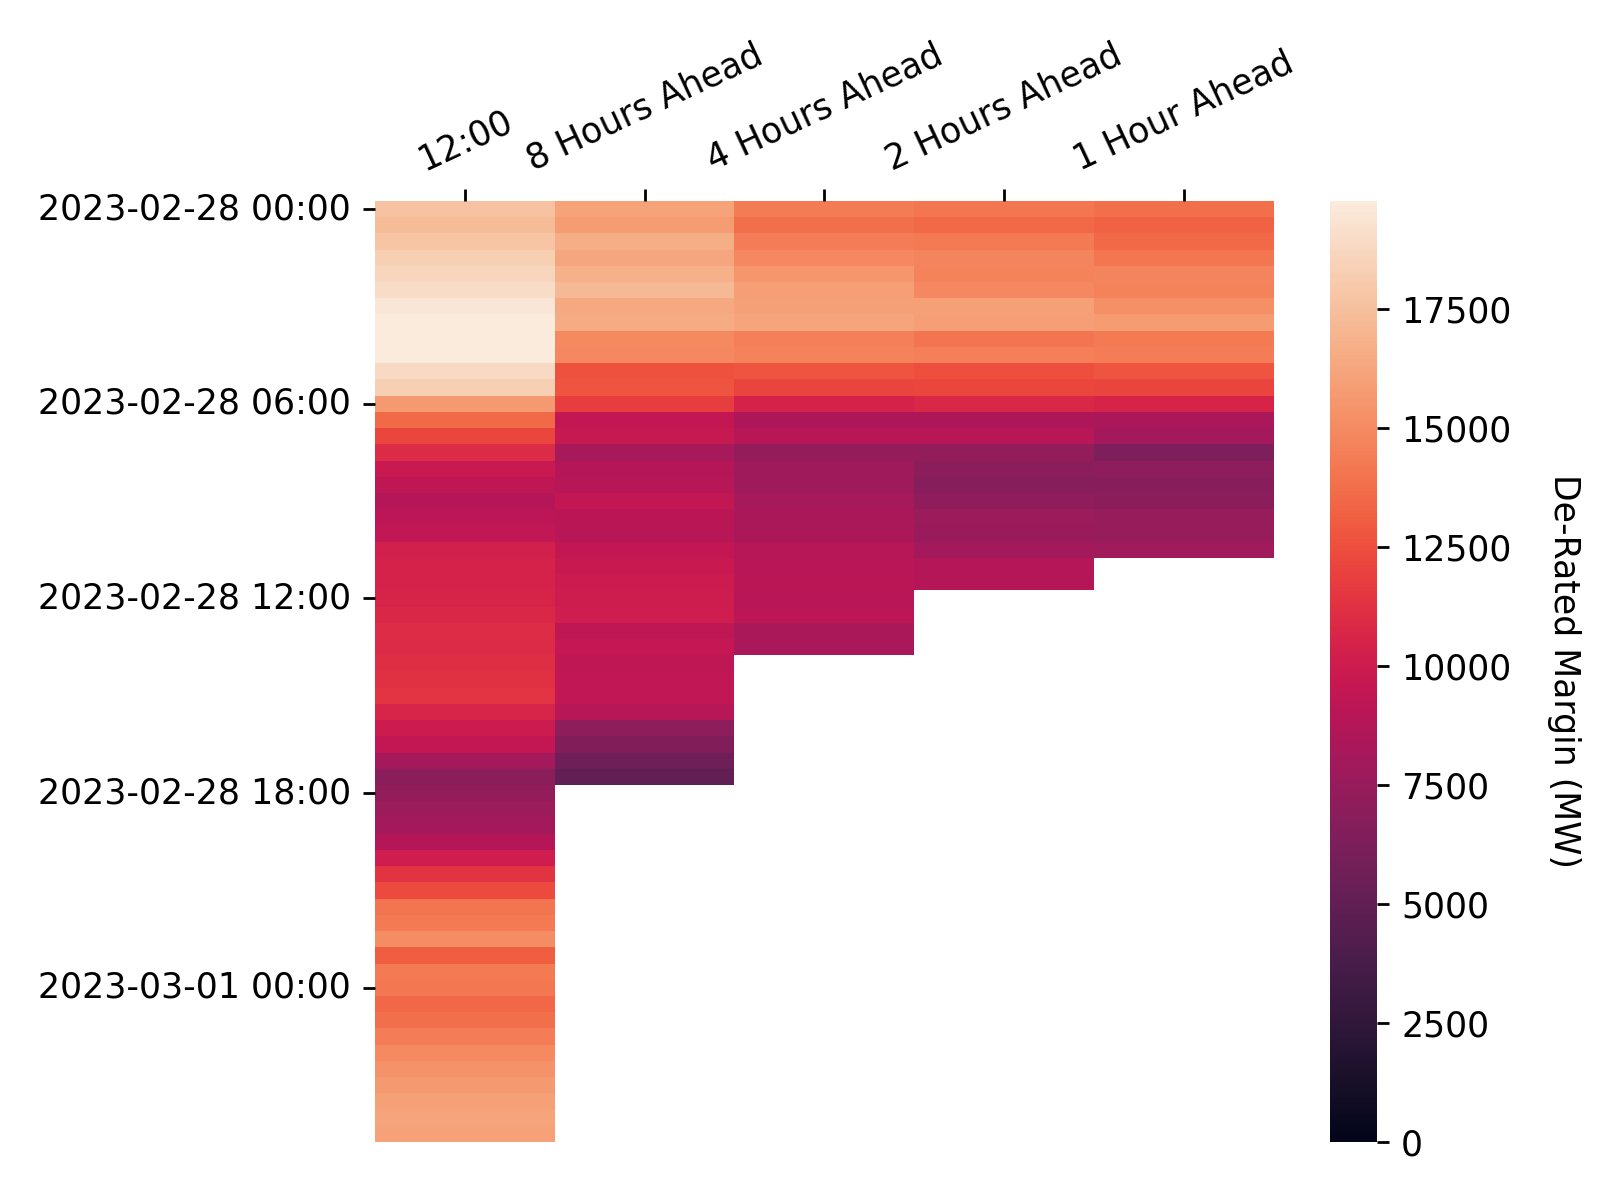 12:00
8 Hours Ahead
4 Hours Ahead
2 Hours Ahead
1 Hour Ahead
2023-02-28 00:00
2023-02-28 06:00
2023-02-28 12:00
2023-02-28 18:00
2023-03-01 00:00
17500
15000
12500
10000
7500
5000
2500
0
De-Rated Margin (MW)